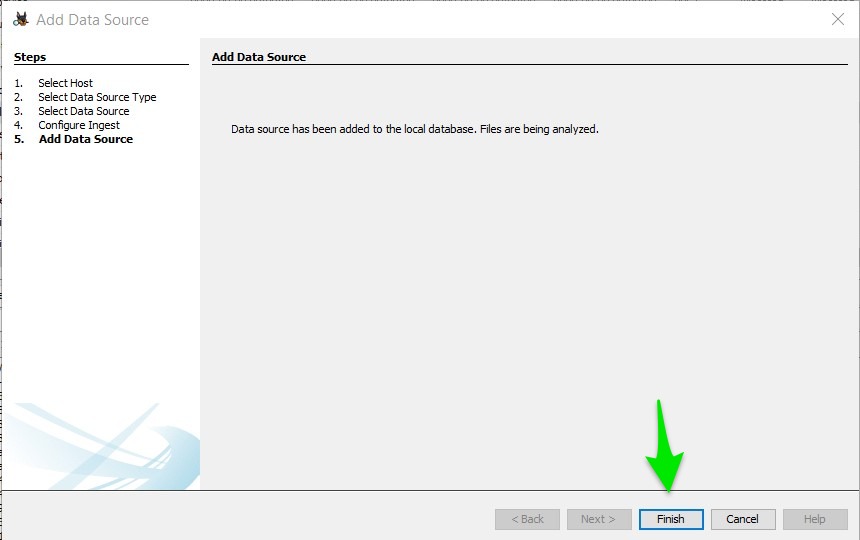 Add Data Source
Steps
1. Select Host
2. Select Data Source Type
3. Select Data Source
4. Configure Ingest
5. Add Data Source
Add Data Source
Data source has been added to the local database. Files are being analyzed.
< Back Next > Finish Cancel Help